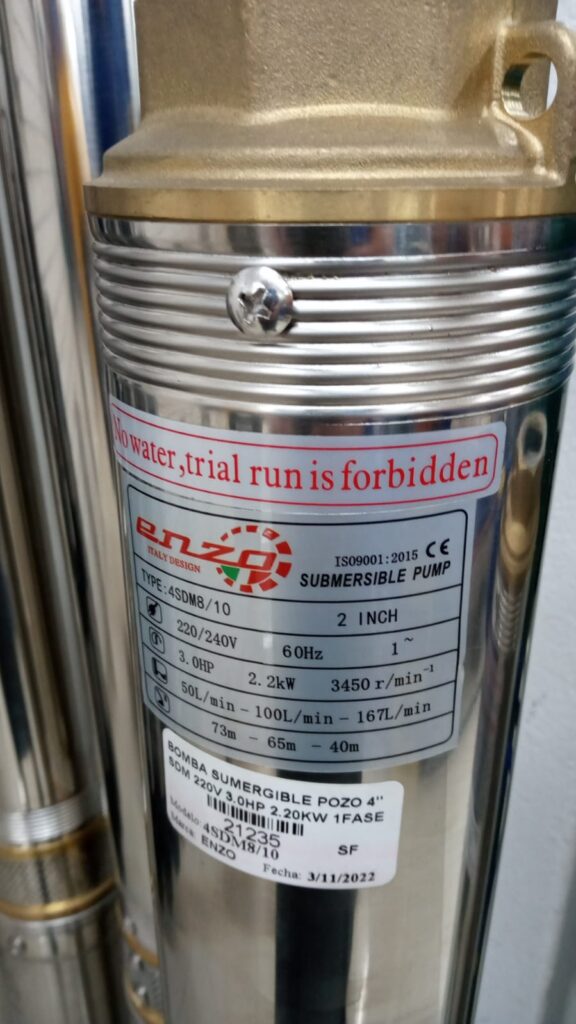 No water,trial run is forbidden
enzo
ITALY DESIGN
ISO9001:2015 CE
SUBMERSIBLE PUMP
TYPE:4SDM8/10 2 INCH
220/240V 60Hz 1~
3.0HP 2.2kW 3450 r/min⁻¹
50L/min - 100L/min - 167L/min
73m - 65m - 40m
BOMBA SUMERGIBLE POZO 4"
SDM 220V 3.0HP 2.20KW 1FASE
21235
Modelo: 4SDM8/10 SF
Marca: ENZO
Fecha: 3/11/2022